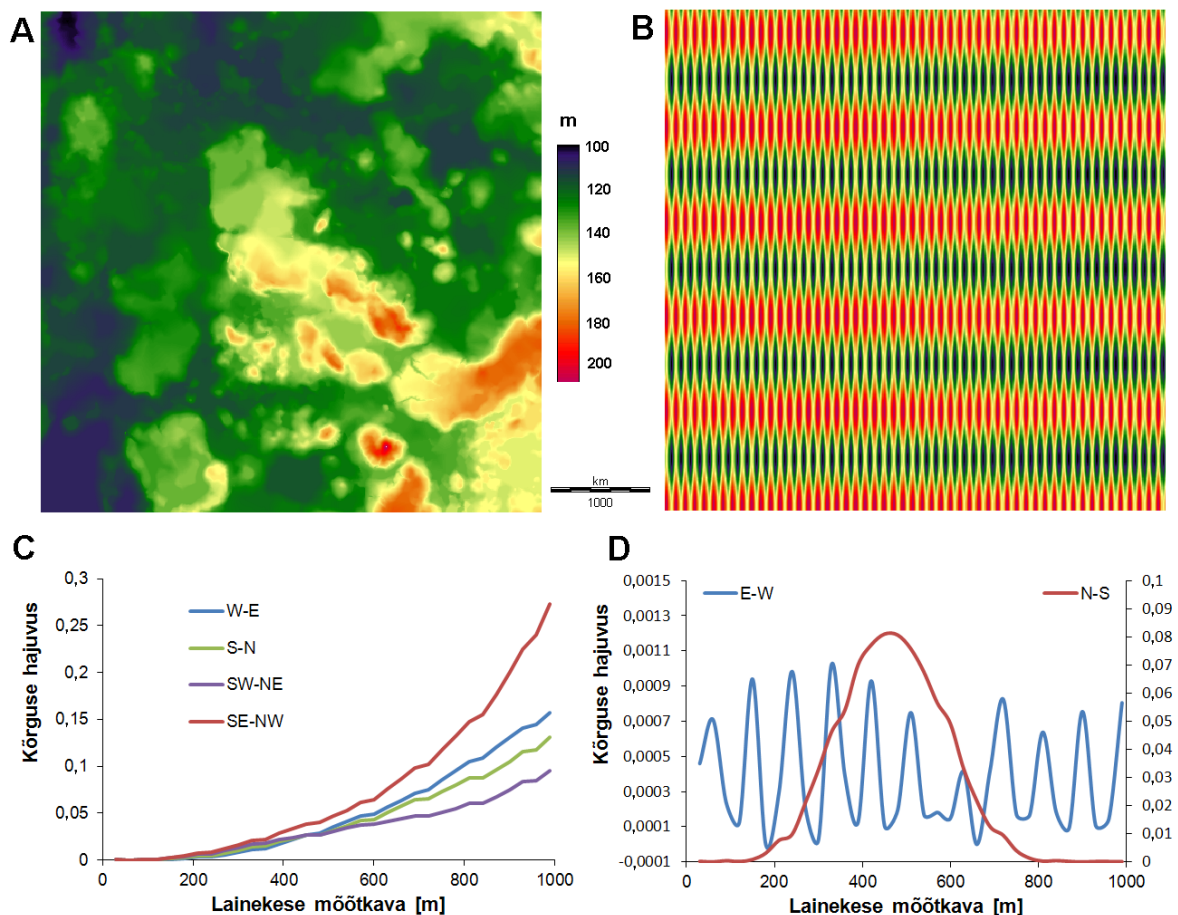 A
B
m
100
120
140
160
180
200
km
1000
C
D
Kõrguse hajuvus
0,3
0,25
0,2
0,15
0,1
0,05
0
W-E
S-N
SW-NE
SE-NW
0 200 400 600 800 1000
Lainekese mõõtkava [m]
Kõrguse hajuvus
0,0015
0,0013
0,0011
0,0009
0,0007
0,0005
0,0003
0,0001
-0,0001
E-W
N-S
0,1
0,09
0,08
0,07
0,06
0,05
0,04
0,03
0,02
0,01
0
0 200 400 600 800 1000
Lainekese mõõtkava [m]